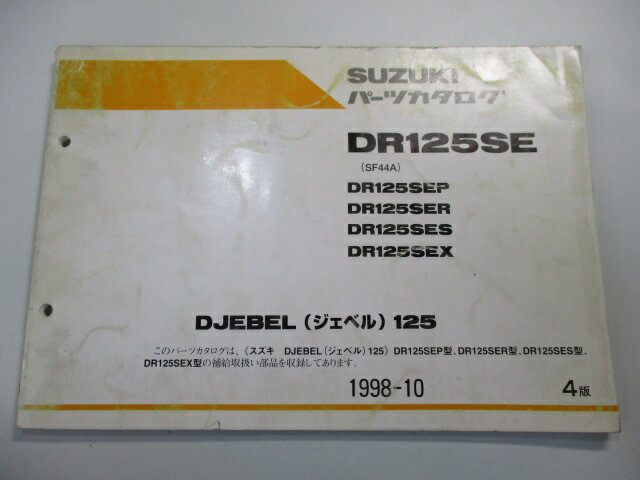 SUZUKI
パーツカタログ
DR125SE
(SF44A)
DR125SEP
DR125SER
DR125SES
DR125SEX
DJEBEL (ジェベル) 125
このパーツカタログは、〈スズキ DJEBEL(ジェベル)125〉DR125SEP型、DR125SER型、DR125SES型、
DR125SEX型の補給取扱い部品を収録してあります。
1998-10
4版